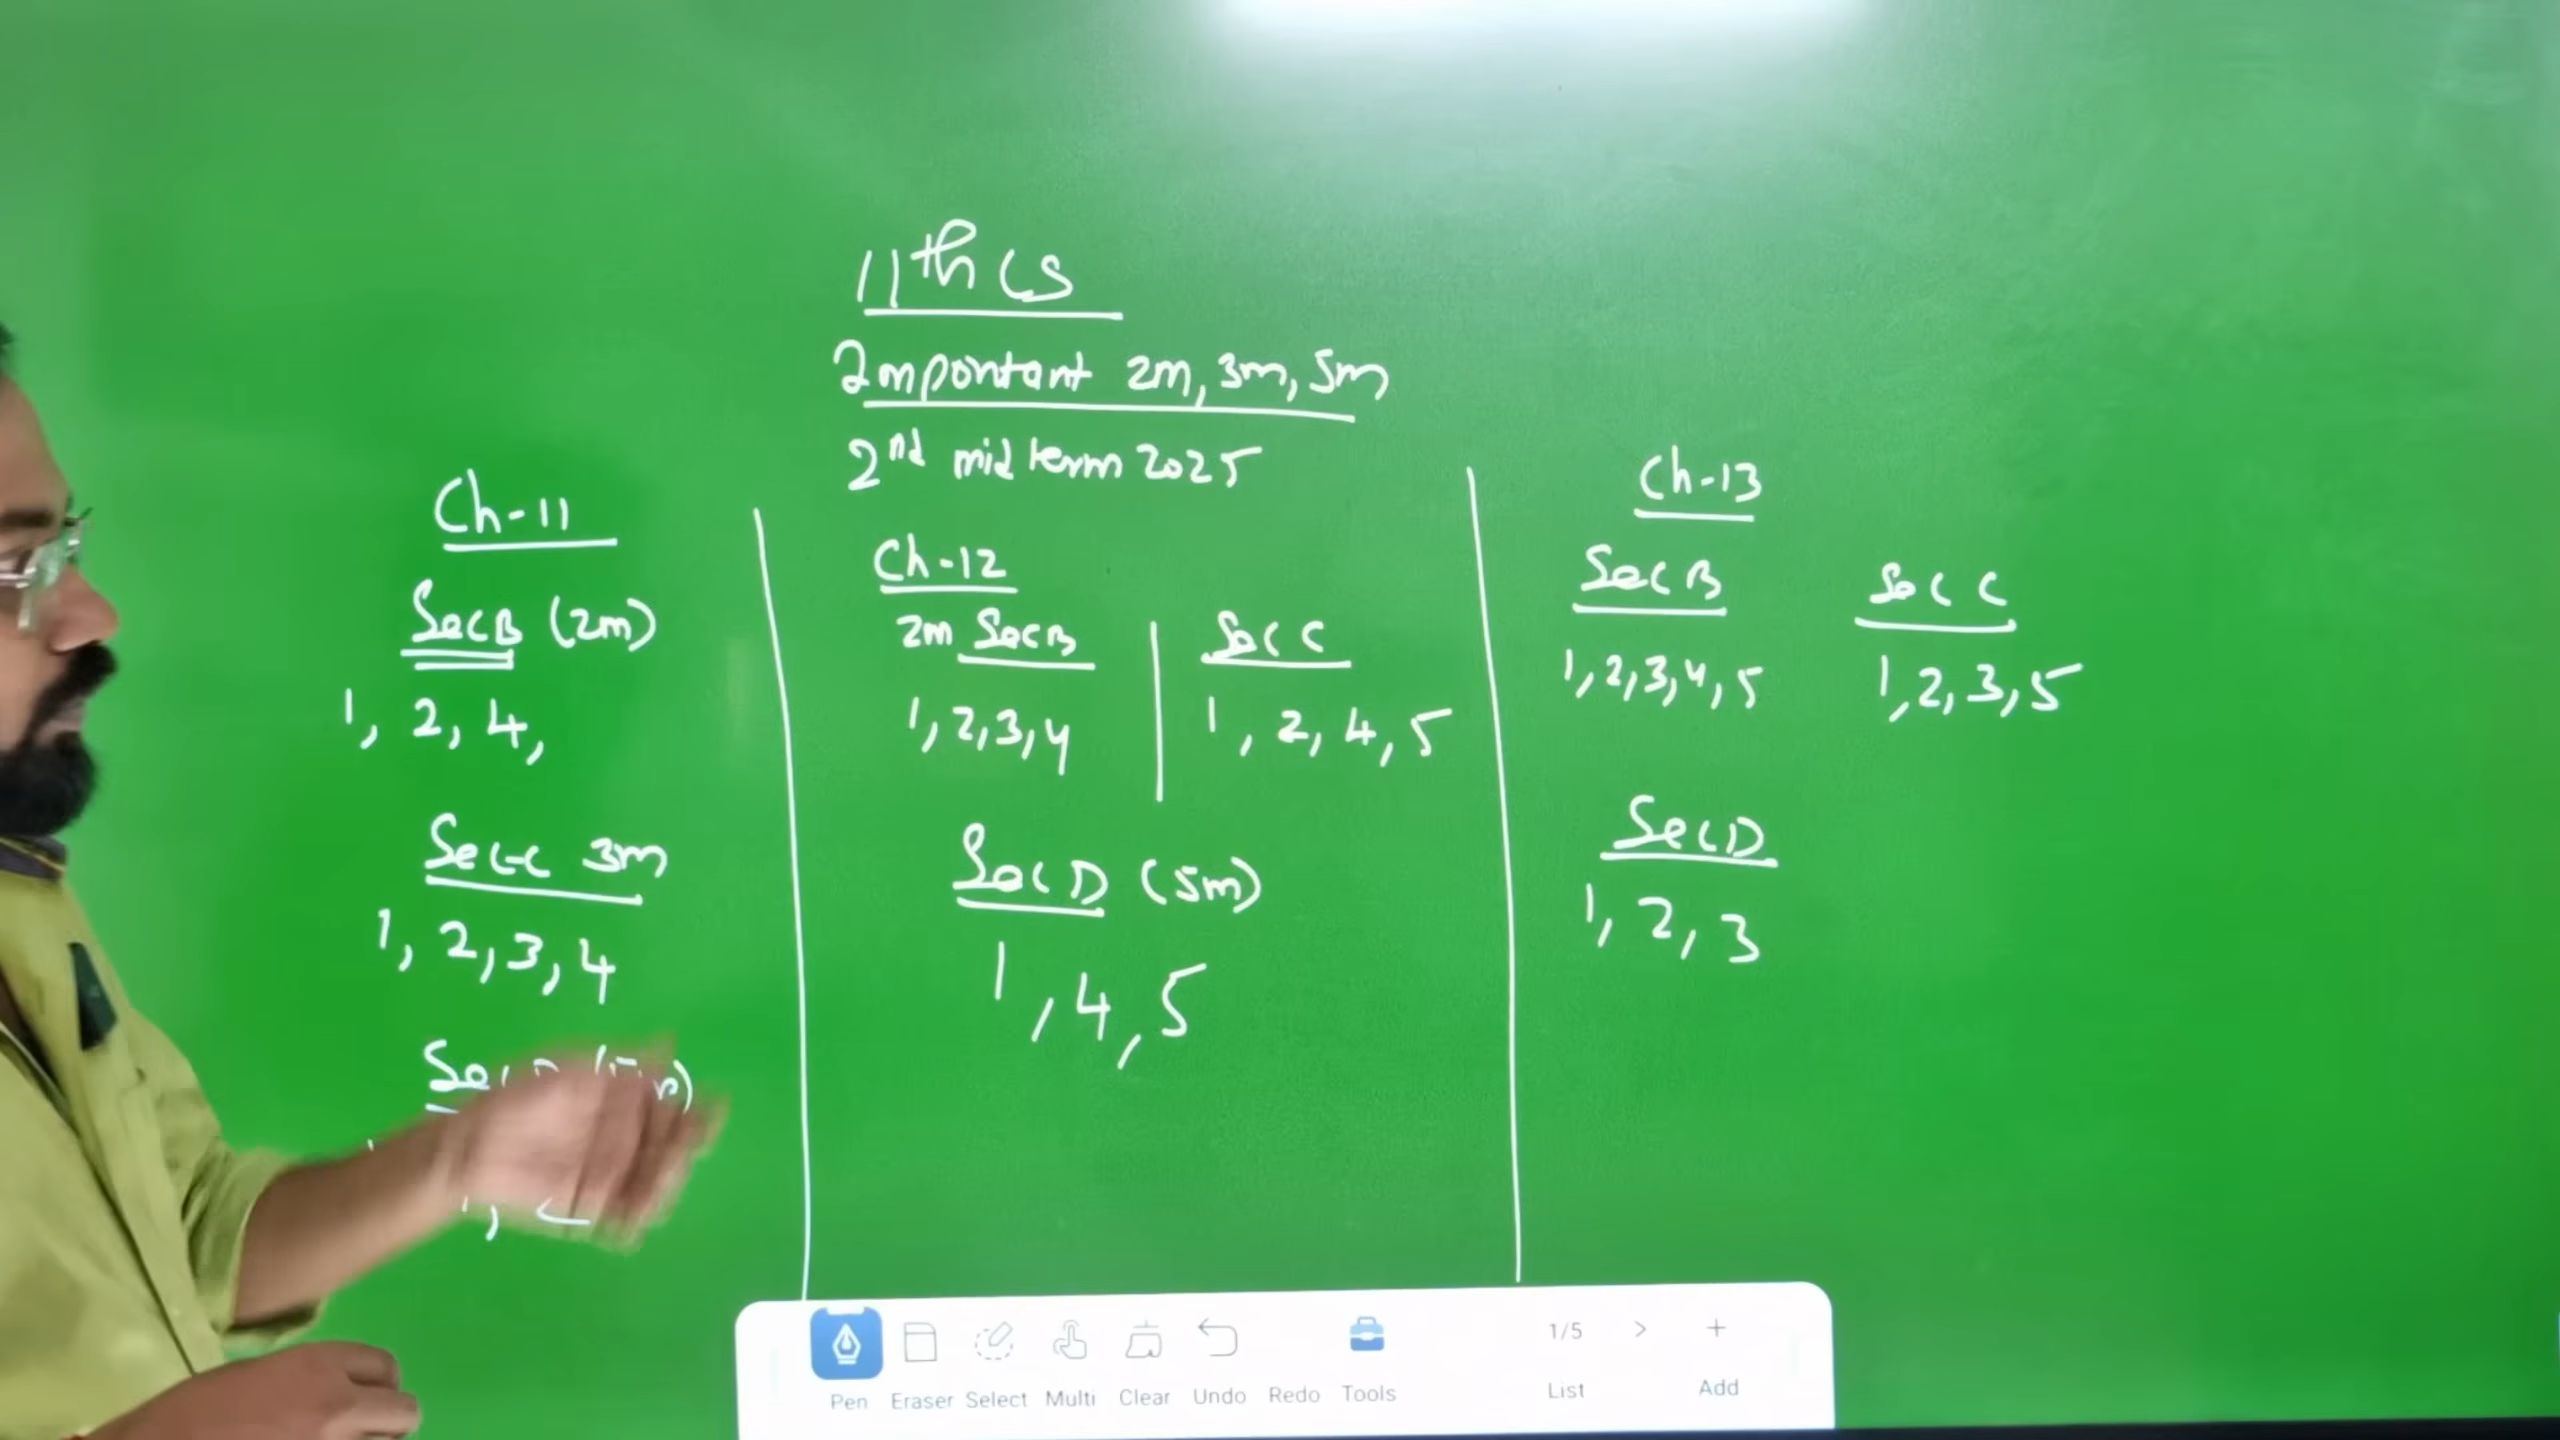 11th CS
Important 2m, 3m, 5m
2nd mid term 2025
Ch-11
Sec B (2m)
1, 2, 4,
Sec-C 3m
1, 2, 3, 4
Ch-12
2m Sec B
1, 2, 3, 4
Sec C
1, 2, 4, 5
Sec D (5m)
1, 4, 5
Ch-13
Sec B
1, 2, 3, 4, 5
Sec C
1, 2, 3, 5
Sec D
1, 2, 3
Pen Eraser Select Multi Clear Undo Redo Tools
1/5 > +
List Add